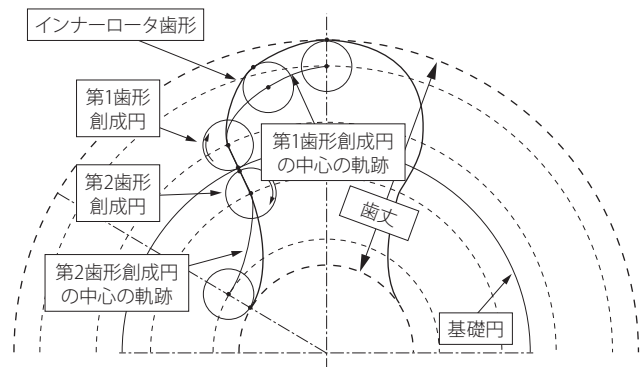 インナーロータ歯形
第1歯形
創成円
第1歯形創成円
の中心の軌跡
第2歯形
創成円
歯丈
第2歯形創成円
の中心の軌跡
基礎円